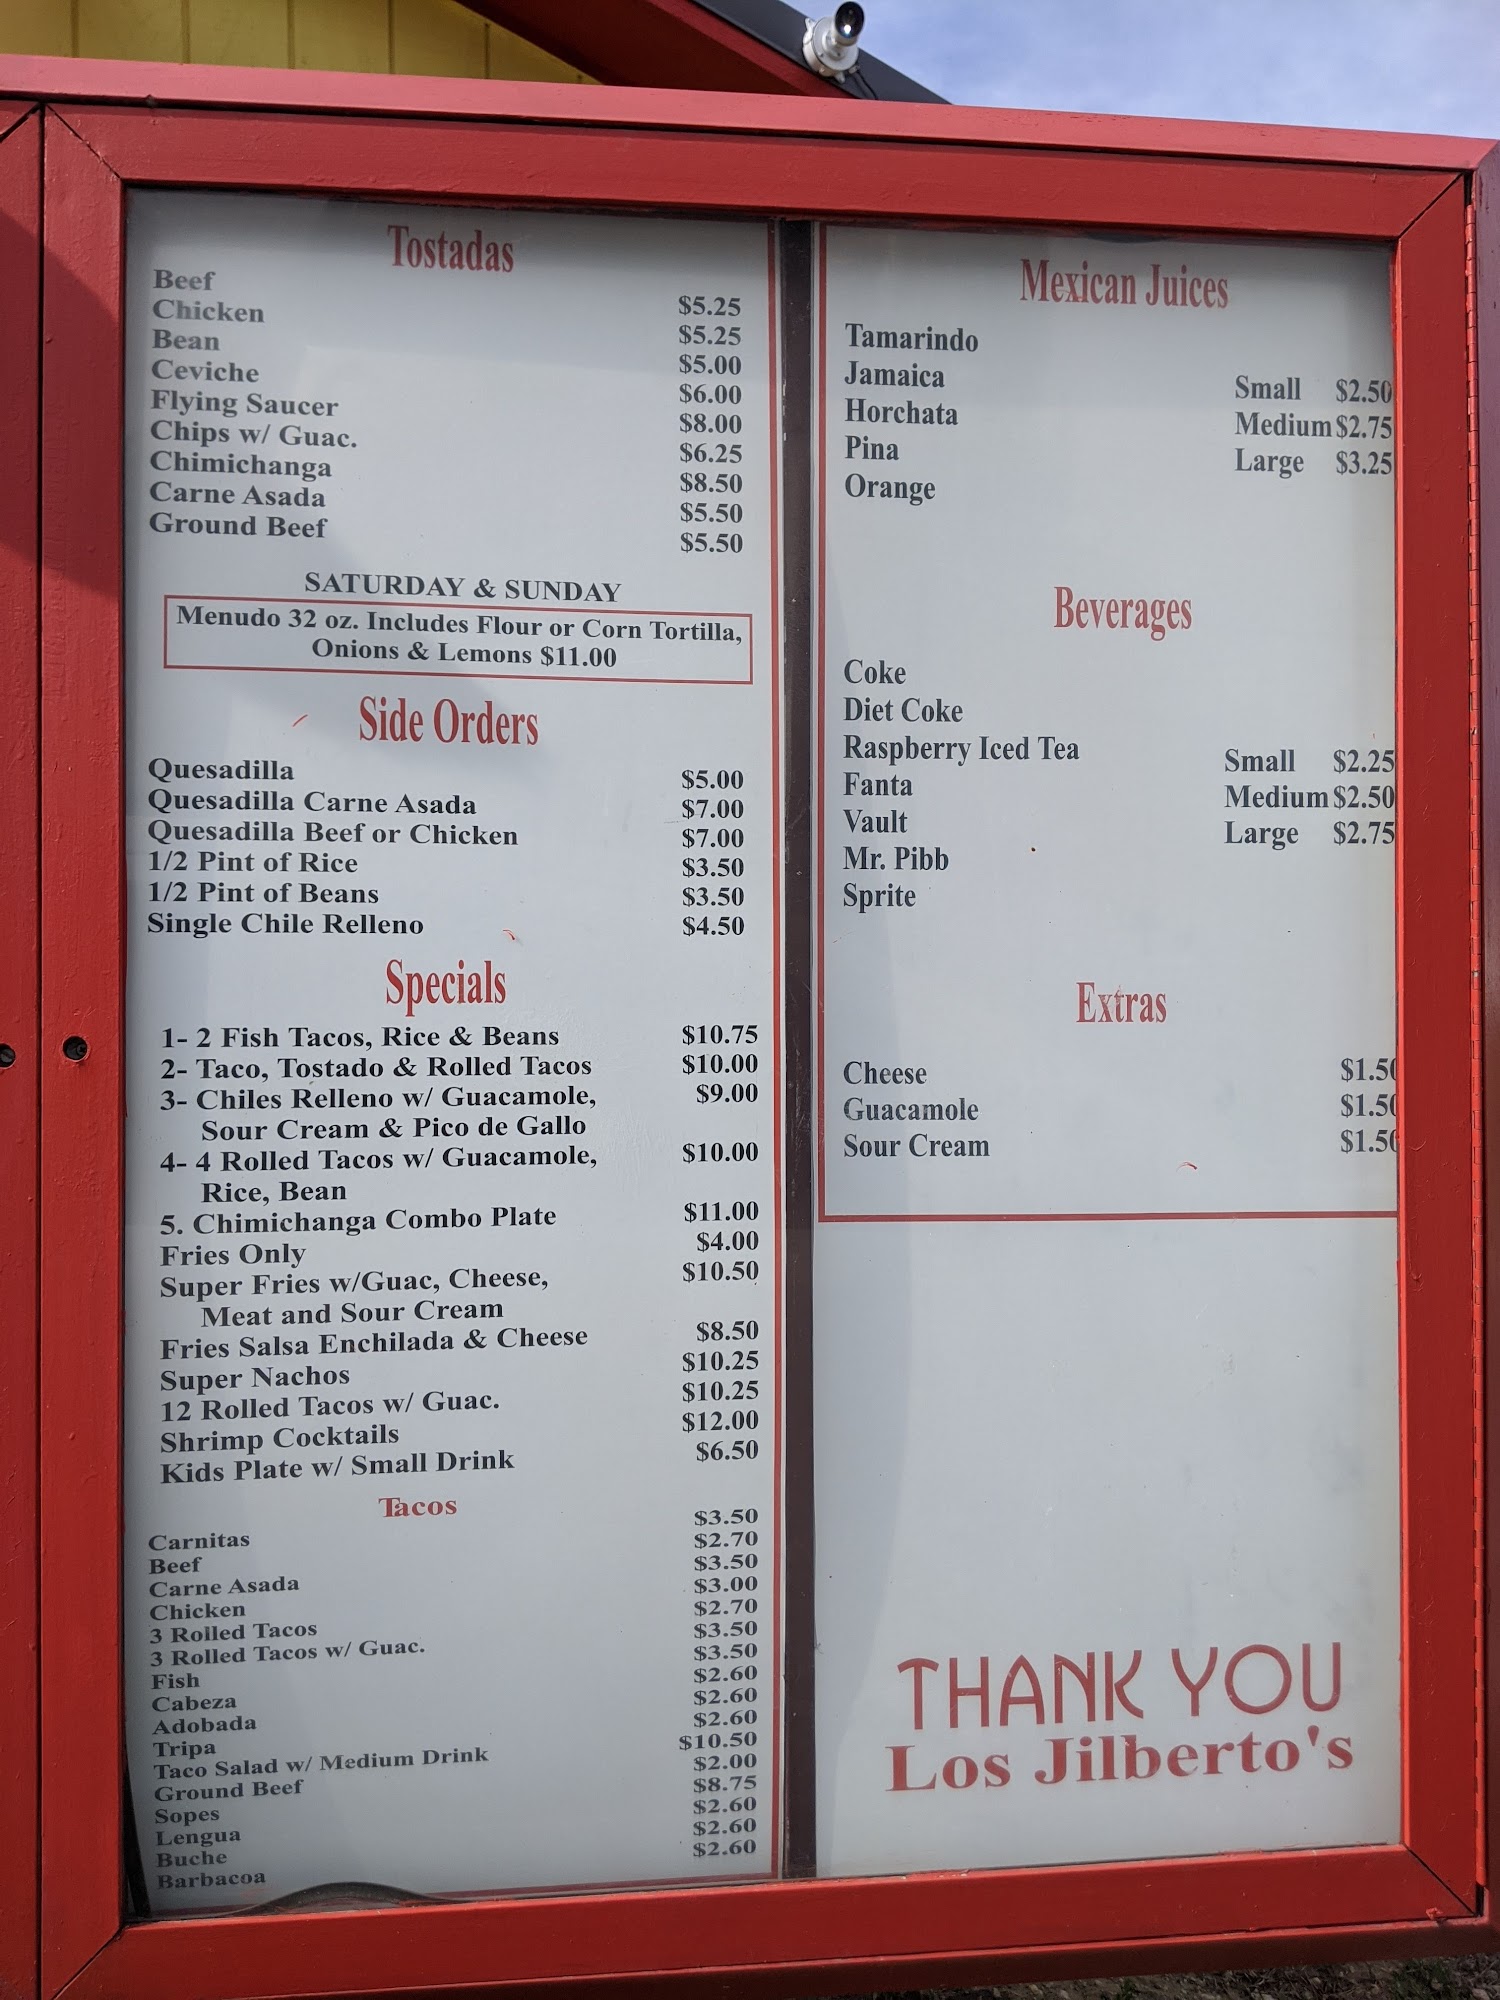 Tostadas
Beef $5.25
Chicken $5.25
Bean $5.00
Ceviche $6.00
Flying Saucer $8.00
Chips w/ Guac. $6.25
Chimichanga $8.50
Carne Asada $5.50
Ground Beef $5.50
SATURDAY & SUNDAY
Menudo 32 oz. Includes Flour or Corn Tortilla,
Onions & Lemons $11.00
Side Orders
Quesadilla $5.00
Quesadilla Carne Asada $7.00
Quesadilla Beef or Chicken $7.00
1/2 Pint of Rice $3.50
1/2 Pint of Beans $3.50
Single Chile Relleno $4.50
Specials
1- 2 Fish Tacos, Rice & Beans $10.75
2- Taco, Tostado & Rolled Tacos $10.00
3- Chiles Relleno w/ Guacamole, $9.00
Sour Cream & Pico de Gallo
4- 4 Rolled Tacos w/ Guacamole, $10.00
Rice, Bean
5. Chimichanga Combo Plate $11.00
Fries Only $4.00
Super Fries w/Guac, Cheese, $10.50
Meat and Sour Cream
Fries Salsa Enchilada & Cheese $8.50
Super Nachos $10.25
12 Rolled Tacos w/ Guac. $10.25
Shrimp Cocktails $12.00
Kids Plate w/ Small Drink $6.50
Tacos
Carnitas $3.50
Beef $2.70
Carne Asada $3.50
Chicken $3.00
3 Rolled Tacos $2.70
3 Rolled Tacos w/ Guac. $3.50
Fish $3.50
Cabeza $2.60
Adobada $2.60
Tripa $2.60
Taco Salad w/ Medium Drink $10.50
Ground Beef $2.00
Sopes $8.75
Lengua $2.60
Buche $2.60
Barbacoa $2.60
Mexican Juices
Tamarindo
Jamaica Small $2.50
Horchata Medium $2.75
Pina Large $3.25
Orange
Beverages
Coke
Diet Coke
Raspberry Iced Tea Small $2.25
Fanta Medium $2.50
Vault Large $2.75
Mr. Pibb
Sprite
Extras
Cheese $1.50
Guacamole $1.50
Sour Cream $1.50
THANK YOU
Los Jilberto's